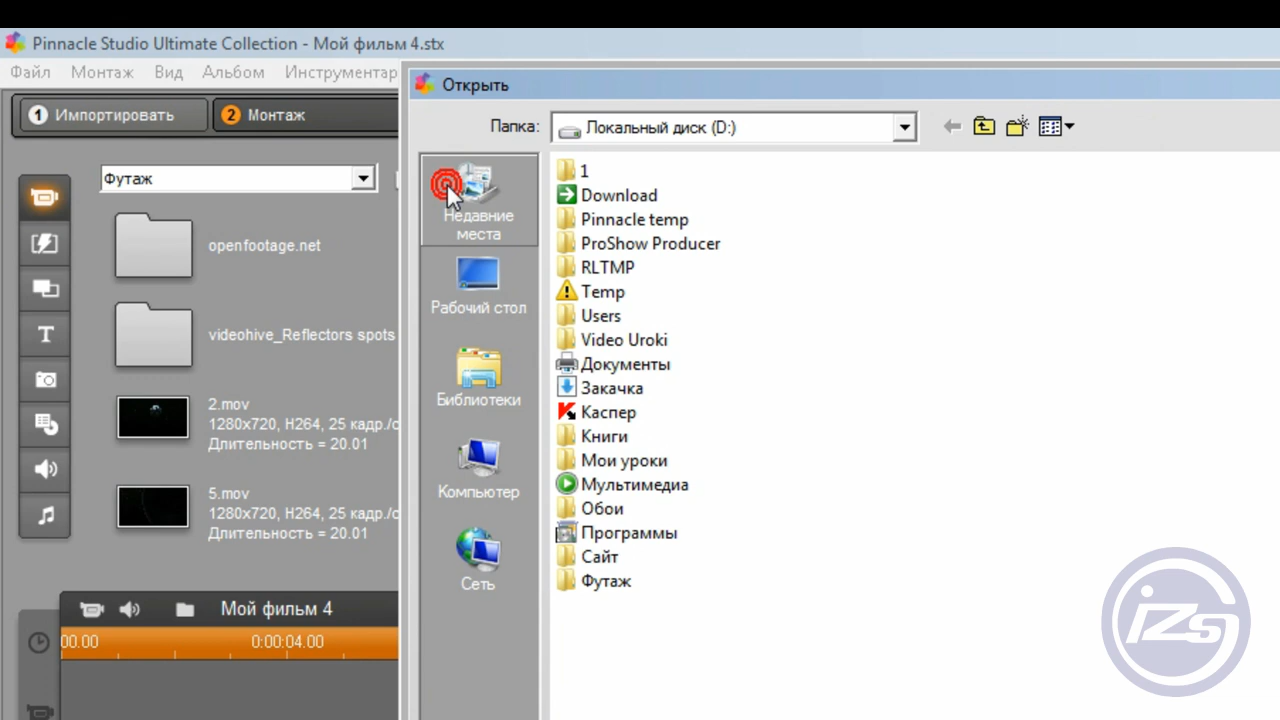 Pinnacle Studio Ultimate Collection - Мой фильм 4.stx
Файл Монтаж Вид Альбом Инструментар
Открыть
1 Импортировать
2 Монтаж
Папка: Локальный диск (D:)
Футаж
openfootage.net
videohive_Reflectors spots
2.mov
1280x720, H264, 25 кадр./с
Длительность = 20.01
5.mov
1280x720, H264, 25 кадр./с
Длительность = 20.01
Недавние
места
Рабочий стол
Библиотеки
Компьютер
Сеть
1
Download
Pinnacle temp
ProShow Producer
RLTMP
Temp
Users
Video Uroki
Документы
Закачка
Каспер
Книги
Мои уроки
Мультимедиа
Обои
Программы
Сайт
Футаж
Мой фильм 4
00.00 0:00:04.00
izs